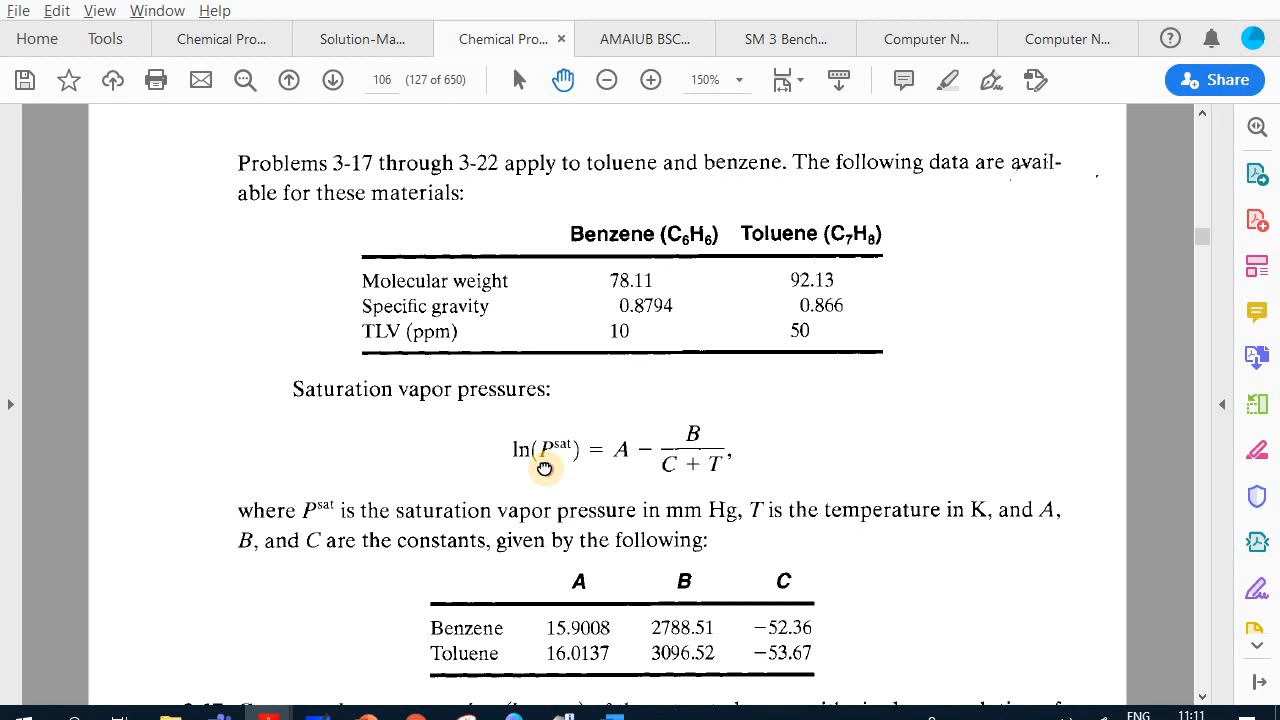 File Edit View Window Help
Home Tools Chemical Pro... Solution-Ma... Chemical Pro... × AMAIUB BSC... SM 3 Bench... Computer N... Computer N...
106 (127 of 650) 150% Share
Problems 3-17 through 3-22 apply to toluene and benzene. The following data are avail-
able for these materials:
Benzene (C₆H₆) Toluene (C₇H₈)
Molecular weight 78.11 92.13
Specific gravity 0.8794 0.866
TLV (ppm) 10 50
Saturation vapor pressures:
ln(Pˢᵃᵗ) = A − B / (C + T),
where Pˢᵃᵗ is the saturation vapor pressure in mm Hg, T is the temperature in K, and A,
B, and C are the constants, given by the following:
A B C
Benzene 15.9008 2788.51 −52.36
Toluene 16.0137 3096.52 −53.67
ENG 11:11